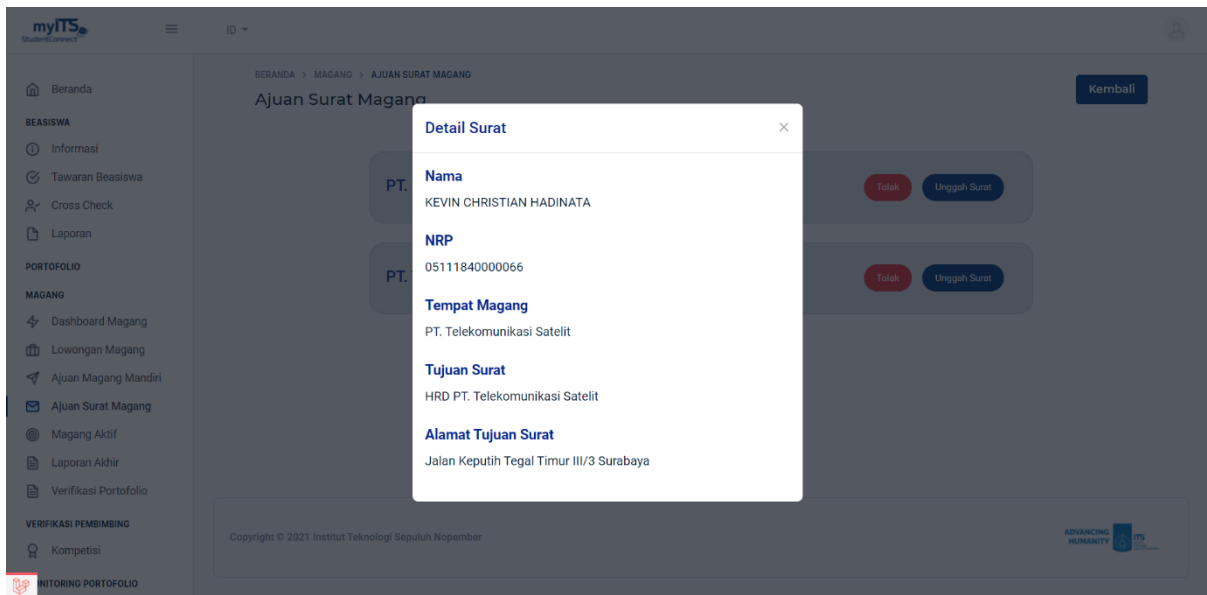 myITS
StudentConnect
ID
Beranda
BEASISWA
Informasi
Tawaran Beasiswa
Cross Check
Laporan
PORTOFOLIO
MAGANG
Dashboard Magang
Lowongan Magang
Ajuan Magang Mandiri
Ajuan Surat Magang
Magang Aktif
Laporan Akhir
Verifikasi Portofolio
VERIFIKASI PEMBIMBING
Kompetisi
NITORING PORTOFOLIO
BERANDA > MAGANG > AJUAN SURAT MAGANG
Ajuan Surat Magang
Kembali
PT.
Tolak
Unggah Surat
PT.
Tolak
Unggah Surat
Detail Surat
Nama
KEVIN CHRISTIAN HADINATA
NRP
05111840000066
Tempat Magang
PT. Telekomunikasi Satelit
Tujuan Surat
HRD PT. Telekomunikasi Satelit
Alamat Tujuan Surat
Jalan Keputih Tegal Timur III/3 Surabaya
Copyright © 2021 Institut Teknologi Sepuluh Nopember
ADVANCING
HUMANITY
ITS